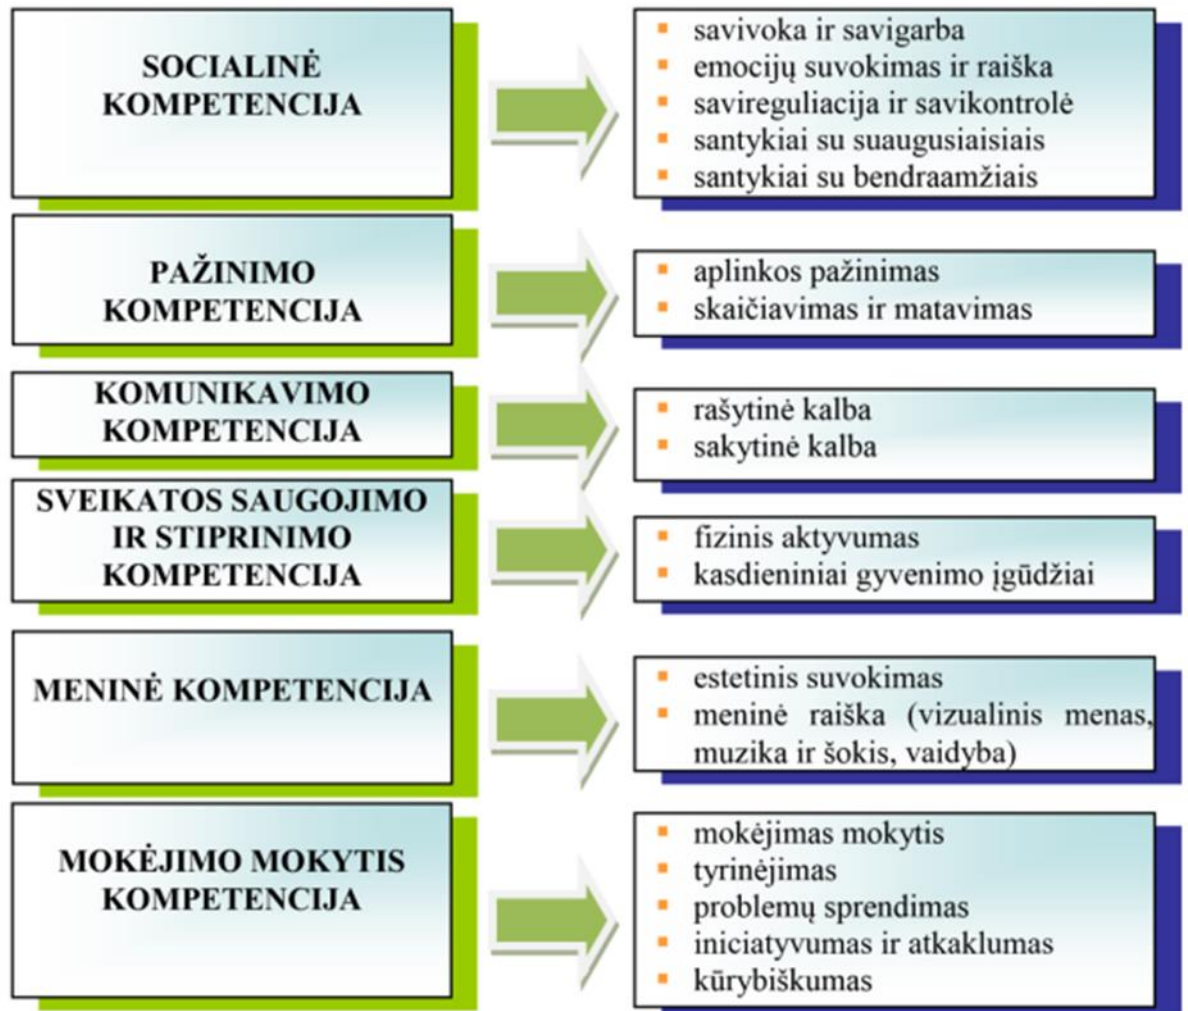 SOCIALINĖ
KOMPETENCIJA
savivoka ir savigarba
emocijų suvokimas ir raiška
savireguliacija ir savikontrolė
santykiai su suaugusiaisiais
santykiai su bendraamžiais
PAŽINIMO
KOMPETENCIJA
aplinkos pažinimas
skaičiavimas ir matavimas
KOMUNIKAVIMO
KOMPETENCIJA
rašytinė kalba
sakytinė kalba
SVEIKATOS SAUGOJIMO
IR STIPRINIMO
KOMPETENCIJA
fizinis aktyvumas
kasdieniniai gyvenimo įgūdžiai
MENINĖ KOMPETENCIJA
estetinis suvokimas
meninė raiška (vizualinis menas,
muzika ir šokis, vaidyba)
MOKĖJIMO MOKYTIS
KOMPETENCIJA
mokėjimas mokytis
tyrinėjimas
problemų sprendimas
iniciatyvumas ir atkaklumas
kūrybiškumas